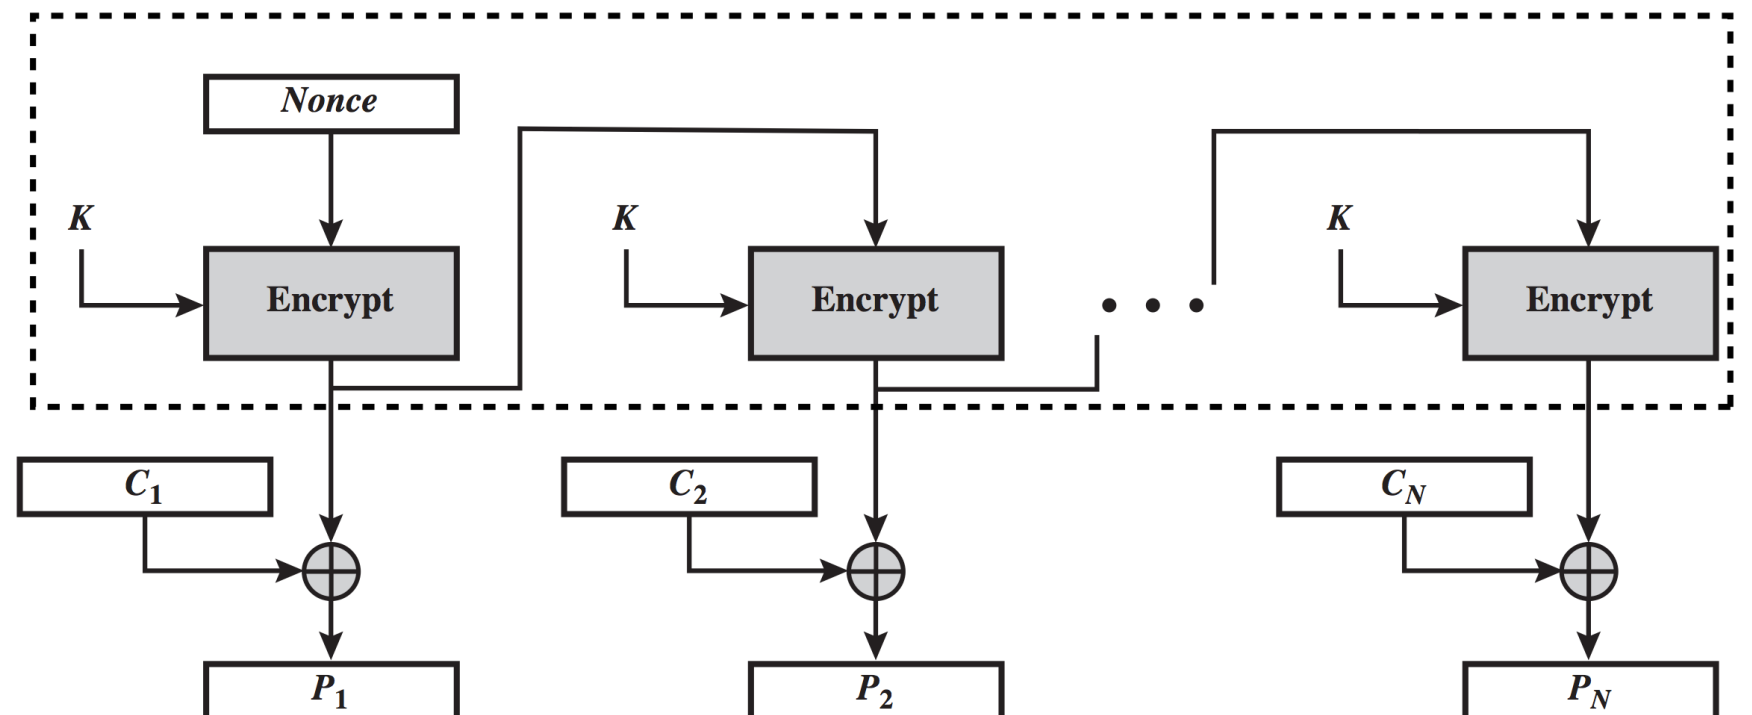 Nonce
K
K
K
Encrypt
Encrypt
• • •
Encrypt
C1
C2
CN
P1
P2
PN